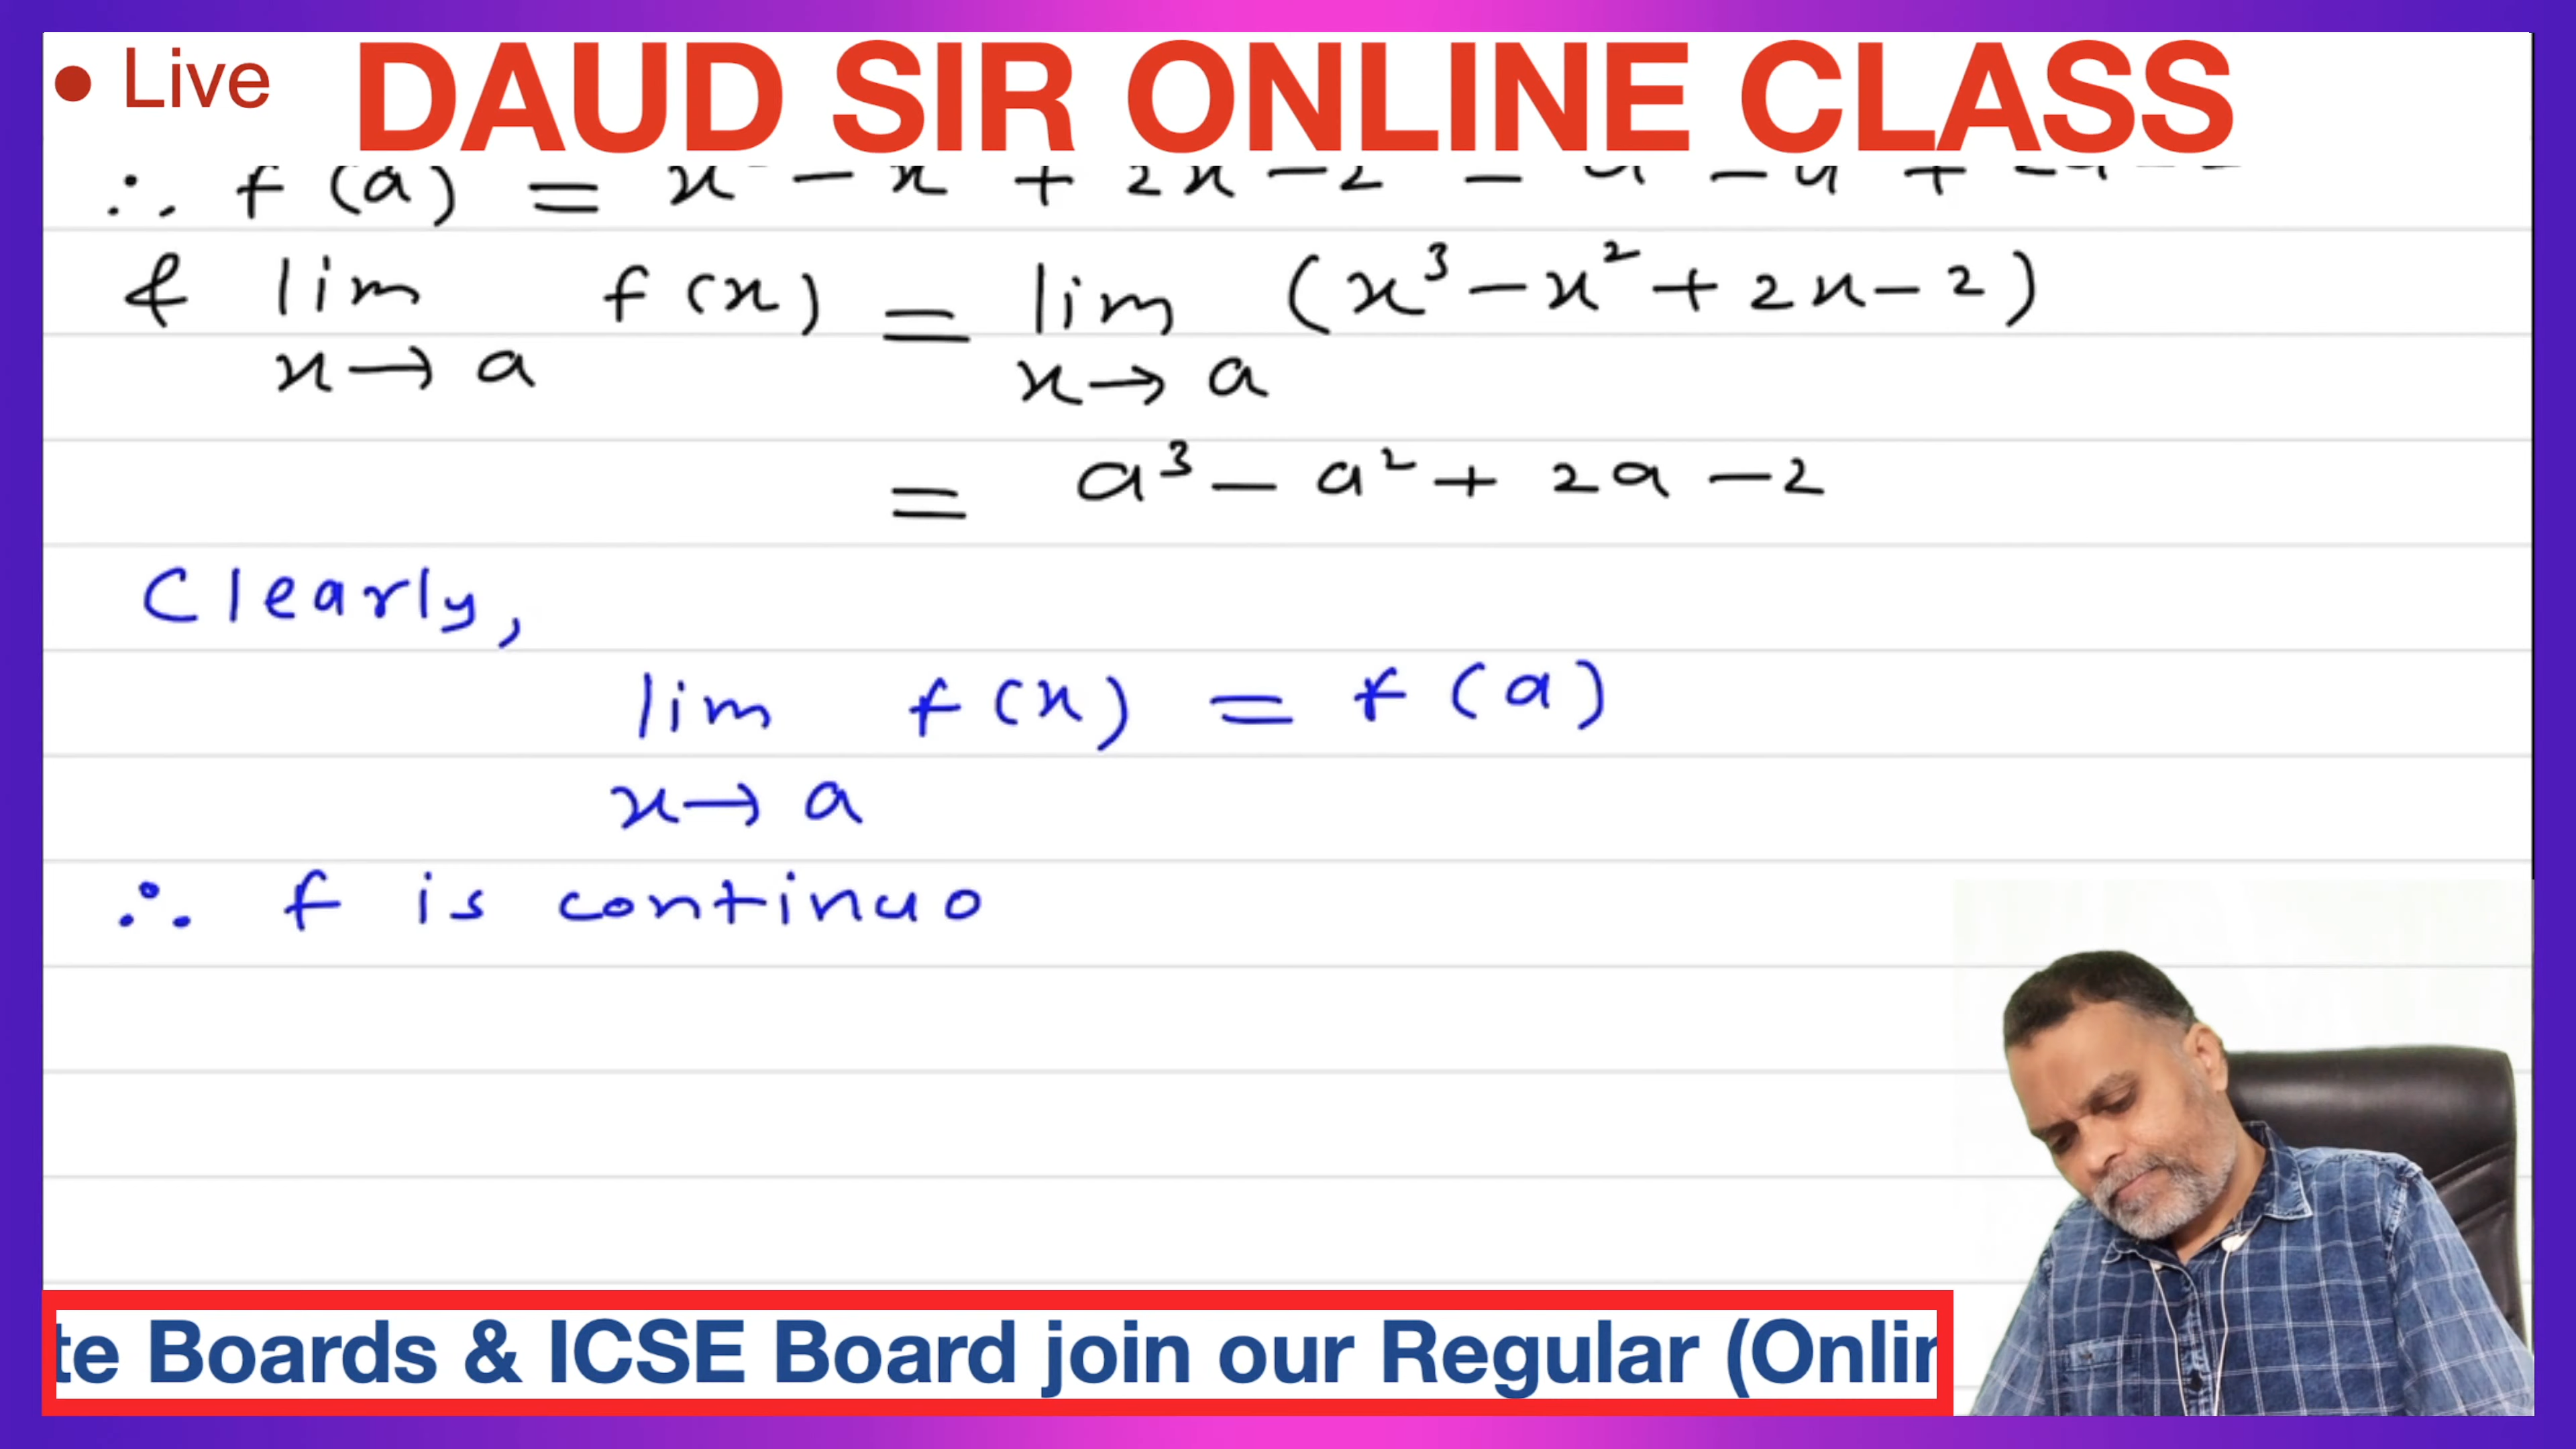 • Live DAUD SIR ONLINE CLASS
∴ f(a) =
& lim f(x) = lim (x³ - x² + 2x - 2)
x → a x → a
= a³ - a² + 2a - 2
Clearly,
lim f(x) = f(a)
x → a
∴ f is continuo
te Boards & ICSE Board join our Regular (Onlin